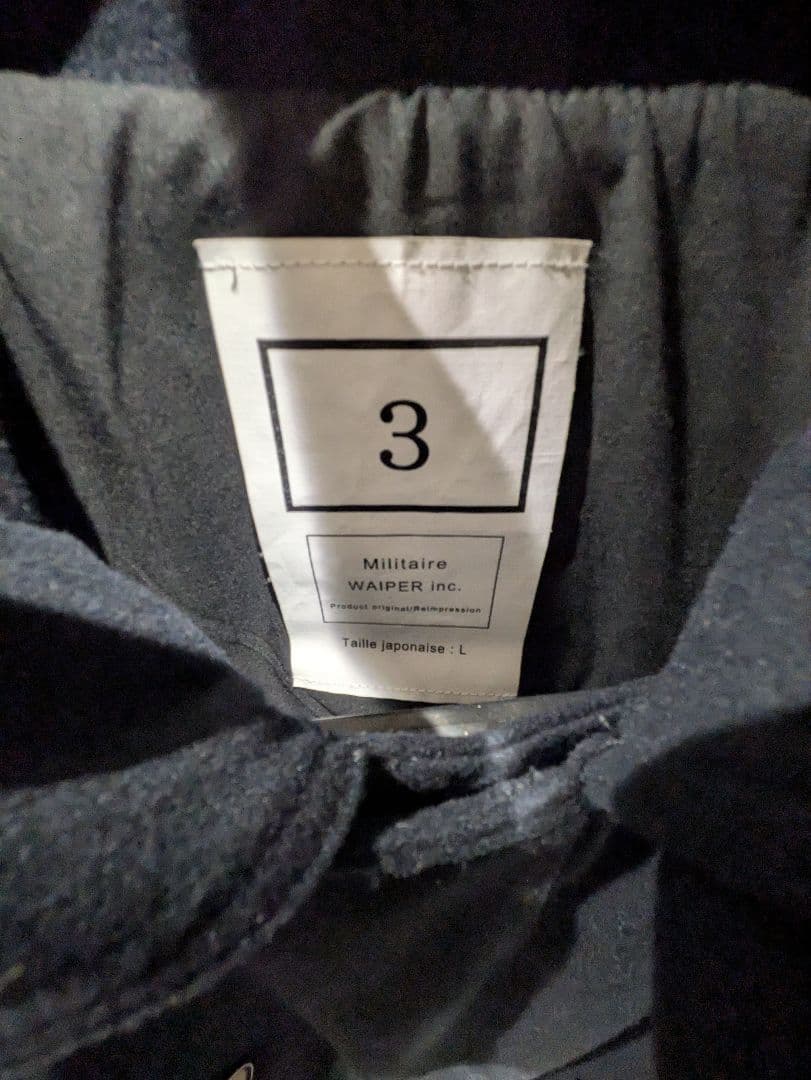 3
Militaire
WAIPER inc.
Product original/Reimpression
Taille japonaise : L